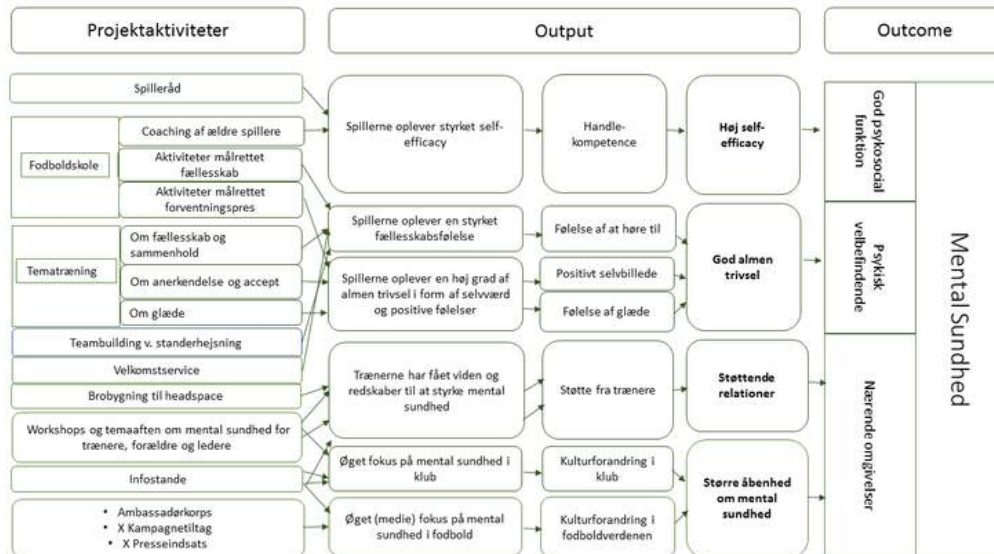 Projektaktiviteter
Output
Outcome
Spilleråd
Fodboldskole
Coaching af ældre spillere
Aktiviteter målrettet
fællesskab
Aktiviteter målrettet
forventningspres
Tematræning
Om fællesskab og
sammenhold
Om anerkendelse og accept
Om glæde
Teambuilding v. standerhejsning
Velkomstservice
Brobygning til headspace
Workshops og temaaften om mental sundhed for
trænere, forældre og ledere
Infostande
• Ambassadørkorps
• X Kampagnetiltag
• X Presseindsats
Spillerne oplever styrket self-
efficacy
Handle-
kompetence
Høj self-
efficacy
Spillerne oplever en styrket
fællesskabsfølelse
Følelse af at høre til
Spillerne oplever en høj grad af
almen trivsel i form af selvværd
og positive følelser
Positivt selvbillede
Følelse af glæde
God almen
trivsel
Trænerne har fået viden og
redskaber til at styrke mental
sundhed
Støtte fra trænere
Støttende
relationer
Øget fokus på mental sundhed i
klub
Kulturforandring i
klub
Øget (medie) fokus på mental
sundhed i fodbold
Kulturforandring i
fodboldverdenen
Større åbenhed
om mental
sundhed
God psykosocial
funktion
Psykisk
velbefindende
Nærende omgivelser
Mental Sundhed